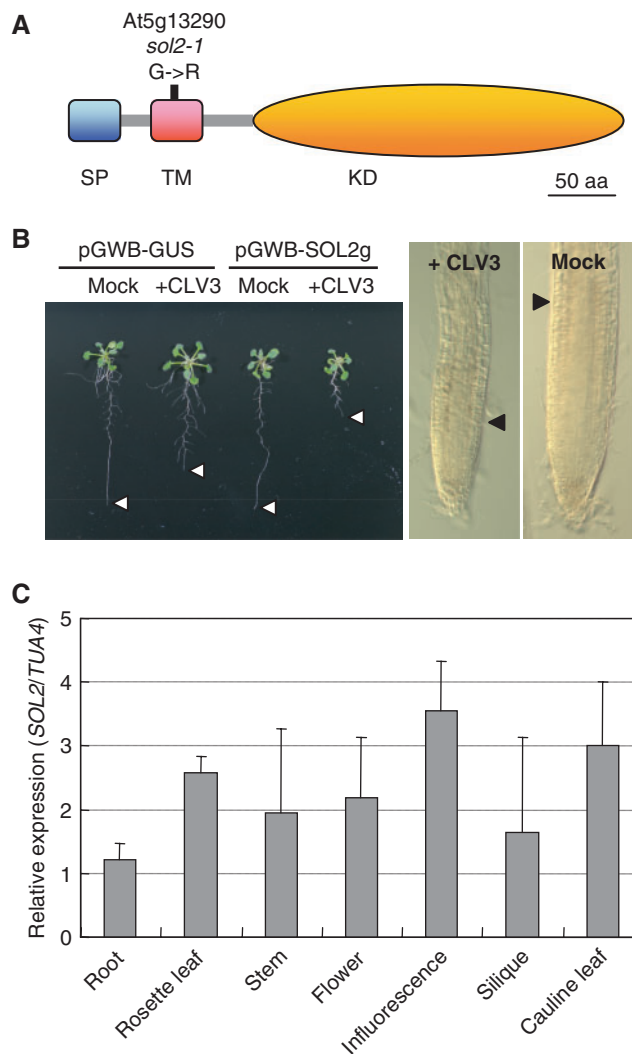 A
At5g13290
sol2-1
G->R
SP TM KD
50 aa
B
pGWB-GUS pGWB-SOL2g
Mock +CLV3 Mock +CLV3
+ CLV3 Mock
C
Relative expression (SOL2/TUA4)
5
4
3
2
1
0
Root
Rosette leaf
Stem
Flower
Influorescence
Silique
Cauline leaf